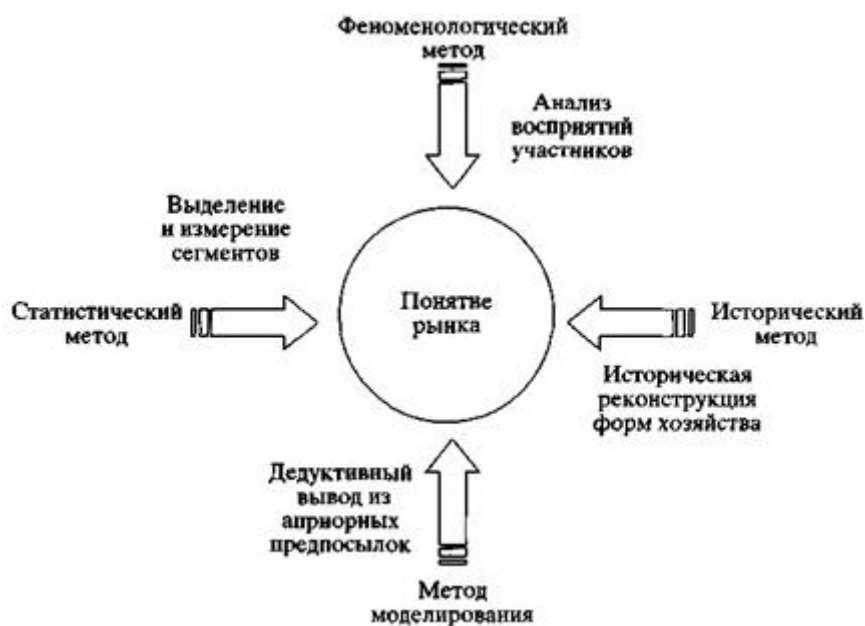 Феноменологический
метод
Анализ
восприятий
участников
Выделение
и измерение
сегментов
Статистический
метод
Понятие
рынка
Исторический
метод
Историческая
реконструкция
форм хозяйства
Дедуктивный
вывод из
априорных
предпосылок
Метод
моделирования